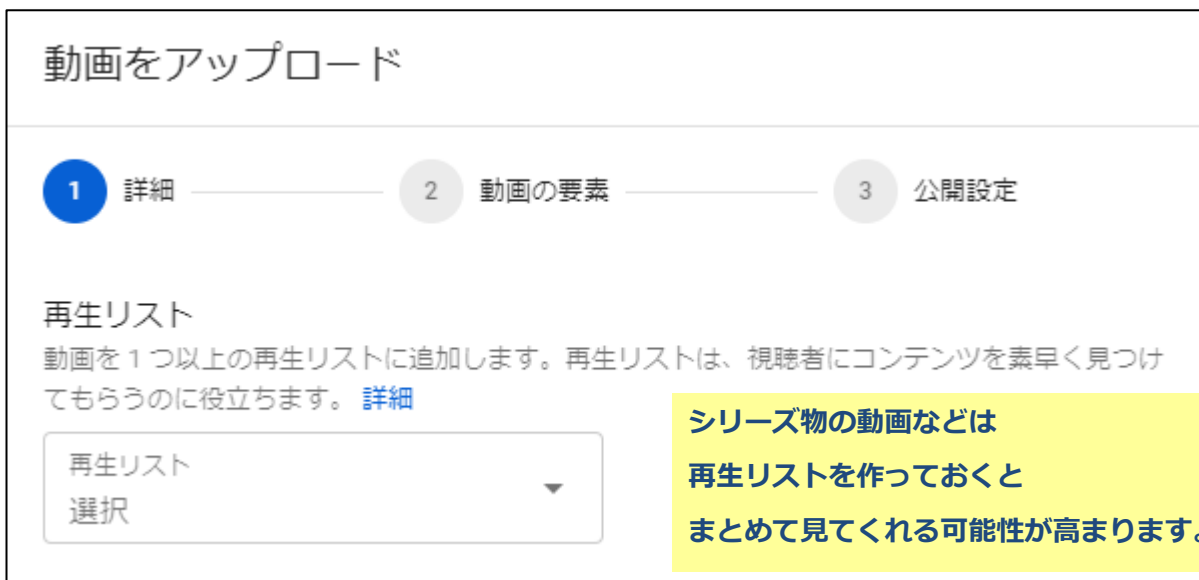 動画をアップロード
1 詳細 2 動画の要素 3 公開設定
再生リスト
動画を1つ以上の再生リストに追加します。再生リストは、視聴者にコンテンツを素早く見つけ
てもらうのに役立ちます。 詳細
再生リスト
選択
シリーズ物の動画などは
再生リストを作っておくと
まとめて見てくれる可能性が高まります。